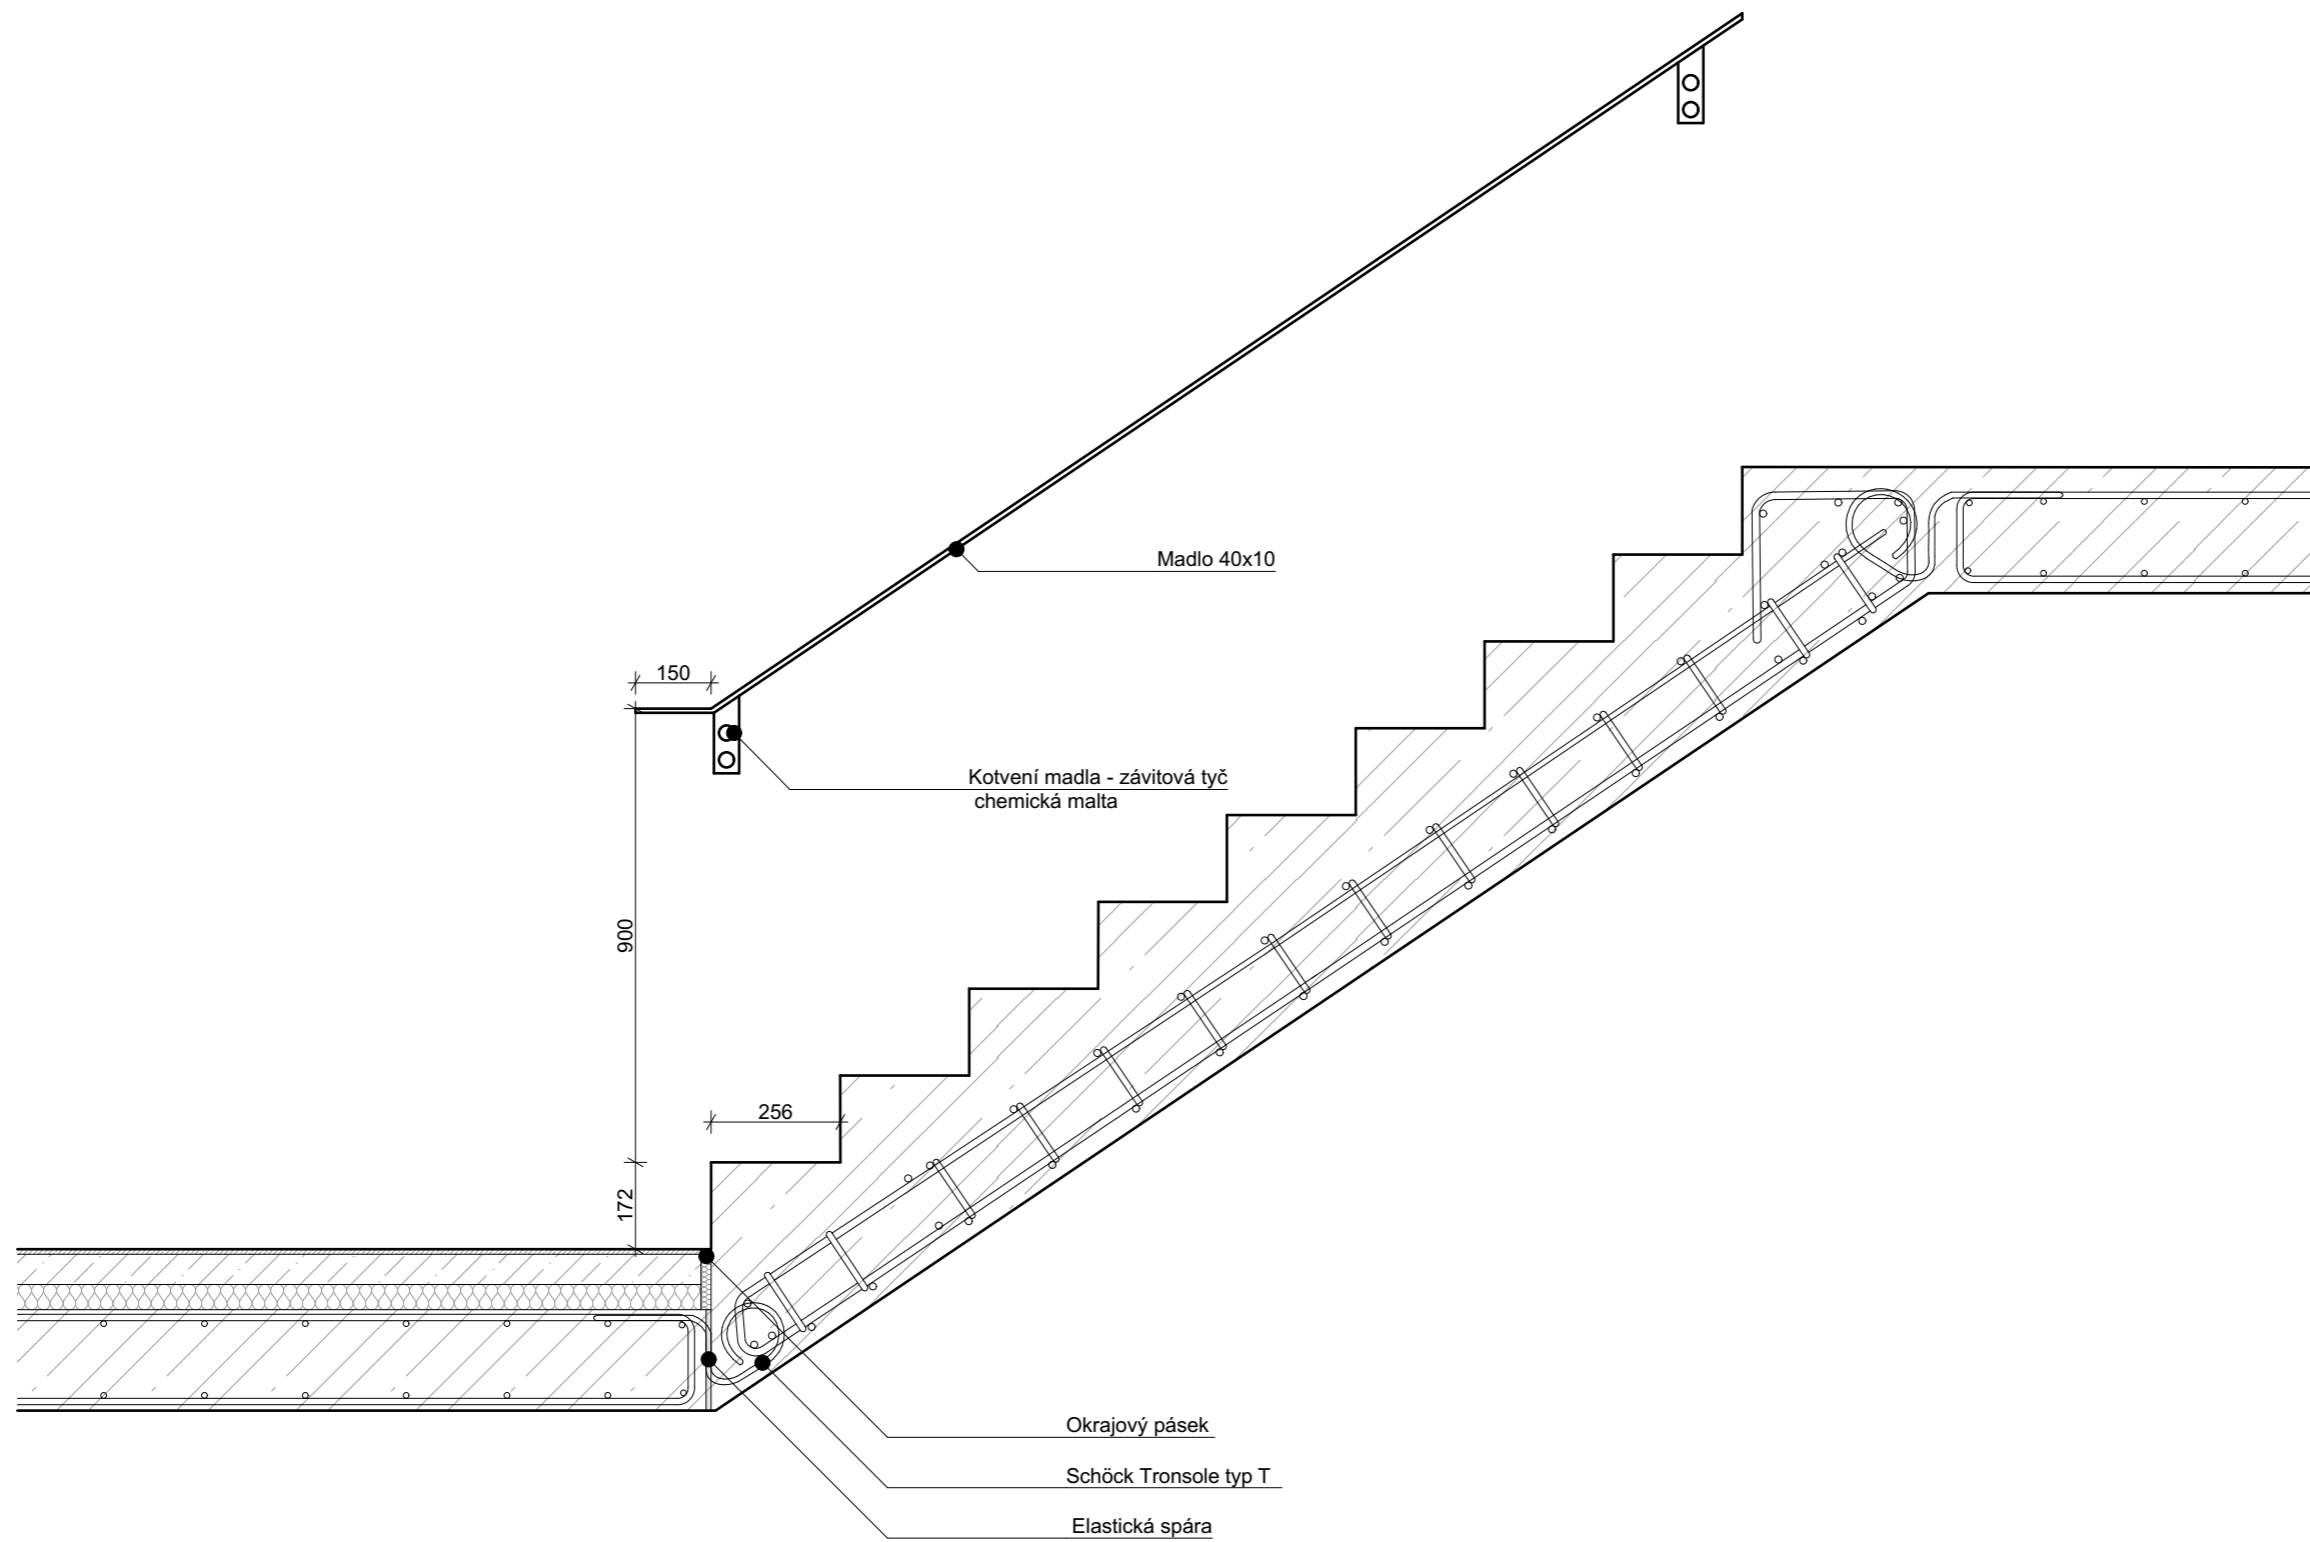 Madlo 40x10
150
Kotvení madla - závitová tyč
chemická malta
900
256
172
Okrajový pásek
Schöck Tronsole typ T
Elastická spára